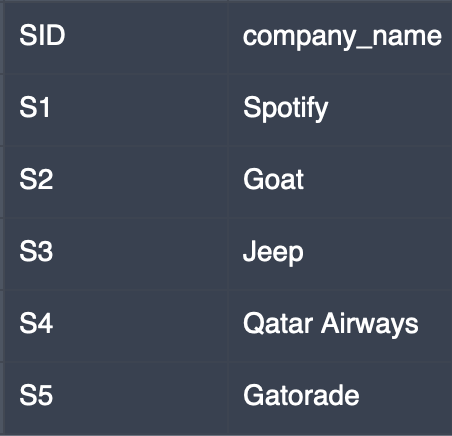 SID company_name
S1 Spotify
S2 Goat
S3 Jeep
S4 Qatar Airways
S5 Gatorade